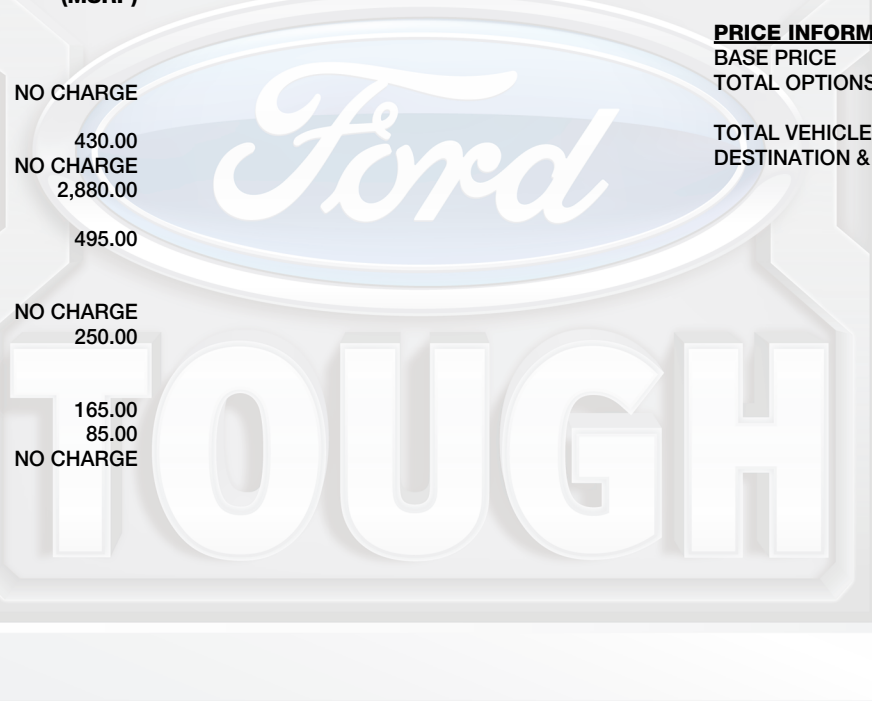 (MSRP)
NO CHARGE
430.00
NO CHARGE
2,880.00
495.00
NO CHARGE
250.00
165.00
85.00
NO CHARGE
PRICE INFORM
BASE PRICE
TOTAL OPTIONS
TOTAL VEHICLE
DESTINATION &
Ford
TOUGH